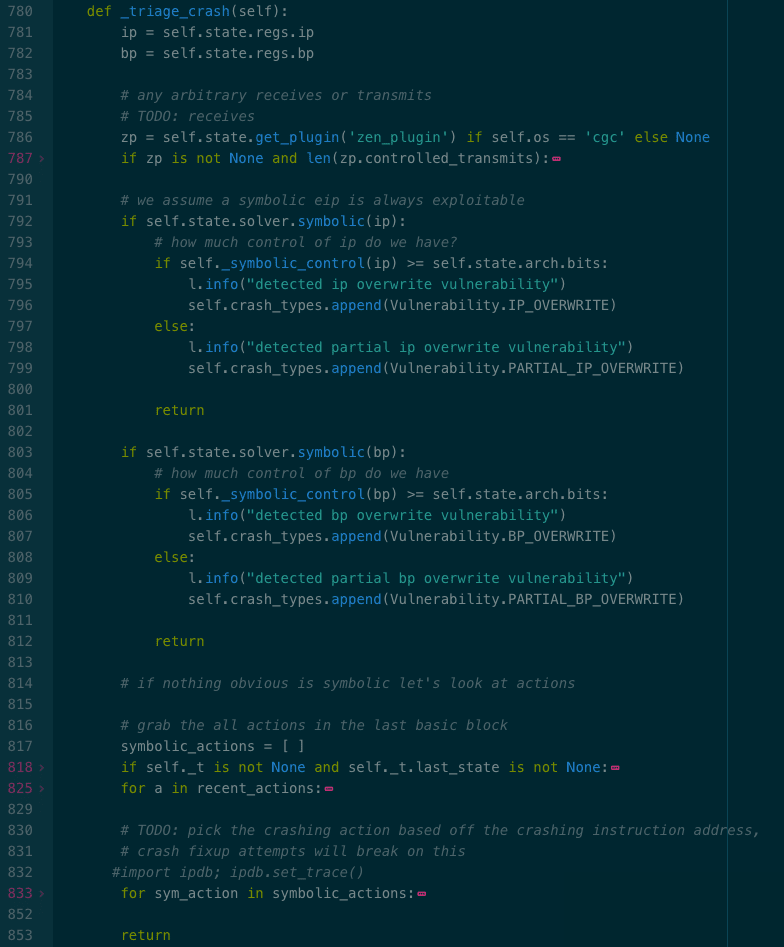 780 def _triage_crash(self):
781 ip = self.state.regs.ip
782 bp = self.state.regs.bp
783
784 # any arbitrary receives or transmits
785 # TODO: receives
786 zp = self.state.get_plugin('zen_plugin') if self.os == 'cgc' else None
787 › if zp is not None and len(zp.controlled_transmits):
790
791 # we assume a symbolic eip is always exploitable
792 if self.state.solver.symbolic(ip):
793 # how much control of ip do we have?
794 if self._symbolic_control(ip) >= self.state.arch.bits:
795 l.info("detected ip overwrite vulnerability")
796 self.crash_types.append(Vulnerability.IP_OVERWRITE)
797 else:
798 l.info("detected partial ip overwrite vulnerability")
799 self.crash_types.append(Vulnerability.PARTIAL_IP_OVERWRITE)
800
801 return
802
803 if self.state.solver.symbolic(bp):
804 # how much control of bp do we have
805 if self._symbolic_control(bp) >= self.state.arch.bits:
806 l.info("detected bp overwrite vulnerability")
807 self.crash_types.append(Vulnerability.BP_OVERWRITE)
808 else:
809 l.info("detected partial bp overwrite vulnerability")
810 self.crash_types.append(Vulnerability.PARTIAL_BP_OVERWRITE)
811
812 return
813
814 # if nothing obvious is symbolic let's look at actions
815
816 # grab the all actions in the last basic block
817 symbolic_actions = [ ]
818 › if self._t is not None and self._t.last_state is not None:
825 › for a in recent_actions:
829
830 # TODO: pick the crashing action based off the crashing instruction address,
831 # crash fixup attempts will break on this
832 #import ipdb; ipdb.set_trace()
833 › for sym_action in symbolic_actions:
852
853 return